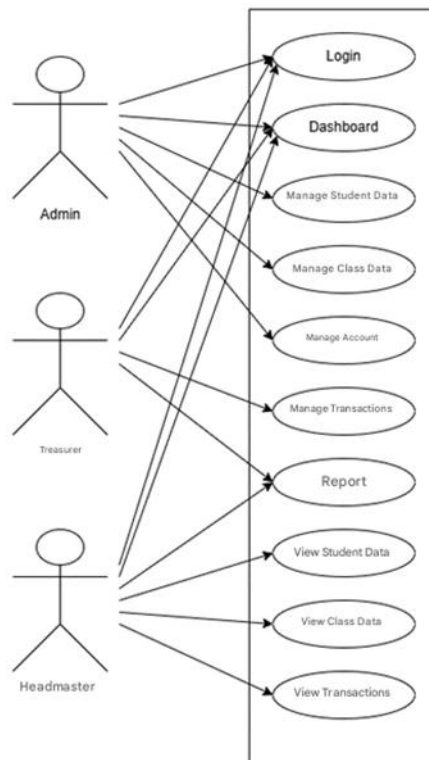 Login
Dashboard
Manage Student Data
Admin
Manage Class Data
Manage Account
Manage Transactions
Treasurer
Report
View Student Data
View Class Data
Headmaster
View Transactions